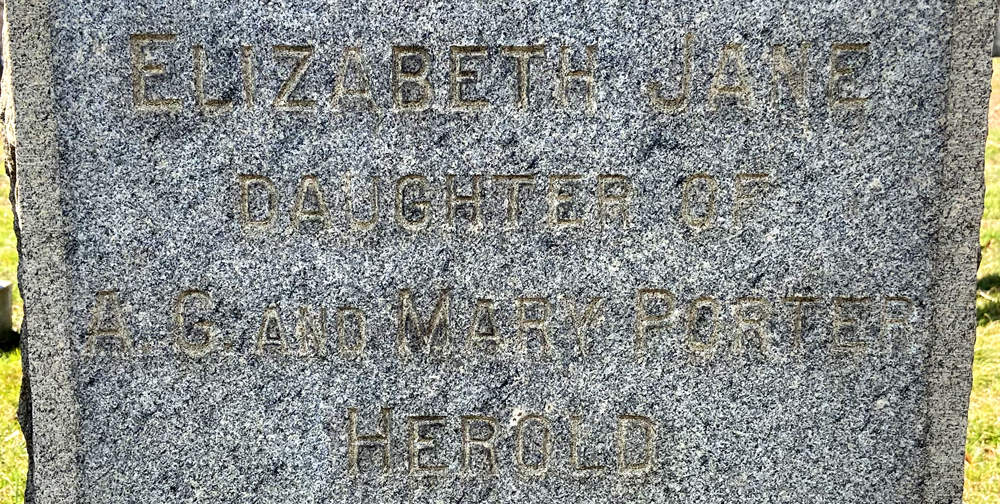 ELIZABETH JANE
DAUGHTER OF
A. G. AND MARY PORTER
HEROLD